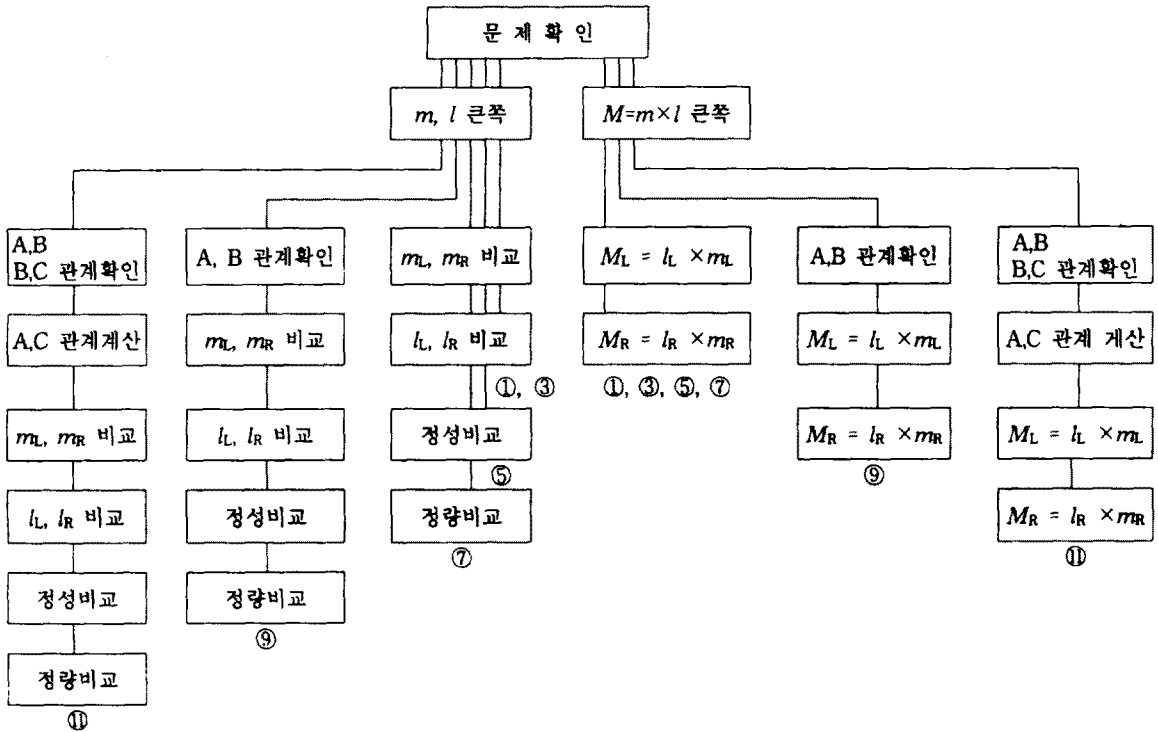 문 제 확 인
m, l 큰쪽
M=m×l 큰쪽
A,B
B,C 관계확인
A,C 관계계산
mL, mR 비교
lL, lR 비교
정성비교
정량비교
⑪
A, B 관계확인
mL, mR 비교
lL, lR 비교
정성비교
정량비교
⑨
mL, mR 비교
lL, lR 비교
①, ③
정성비교
⑤
정량비교
⑦
ML = lL ×mL
MR = lR ×mR
①, ③, ⑤, ⑦
A,B 관계확인
ML = lL ×mL
MR = lR ×mR
⑨
A,B
B,C 관계확인
A,C 관계 게산
ML = lL ×mL
MR = lR ×mR
⑪